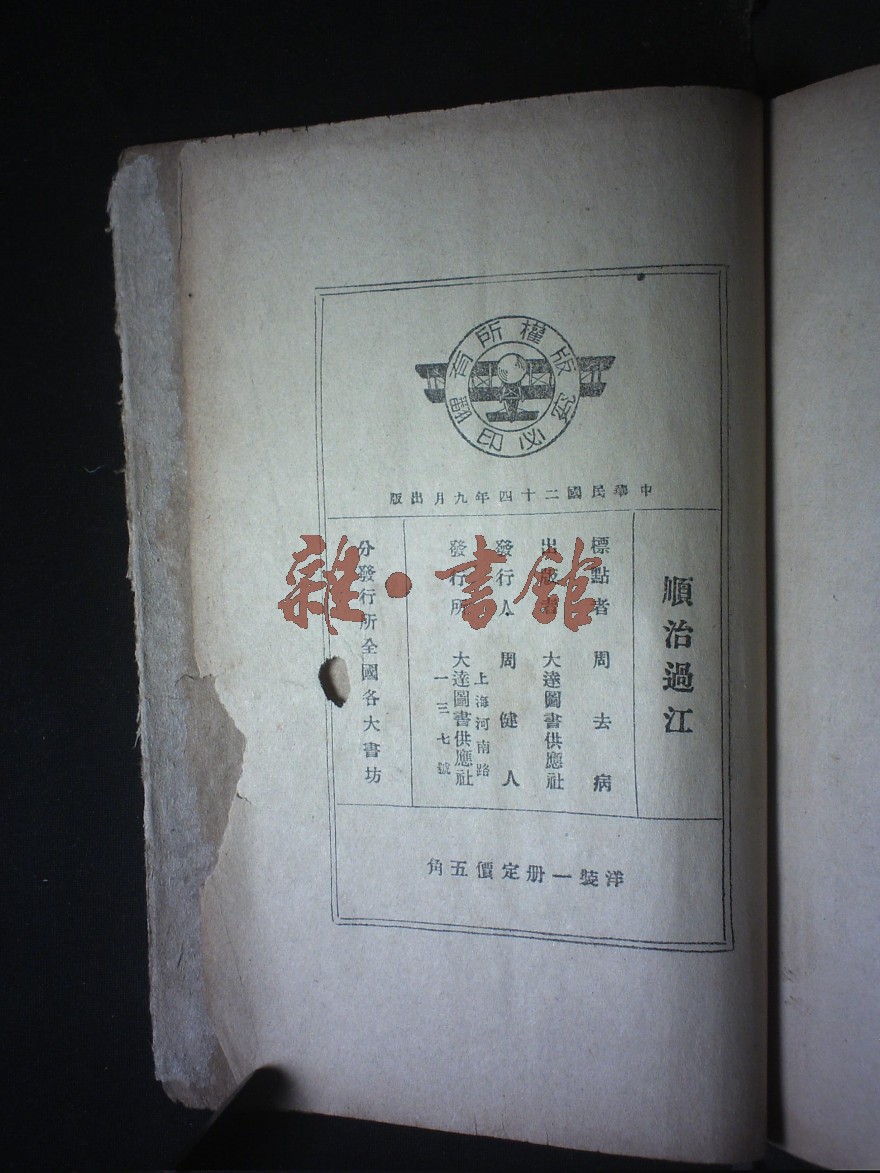 版權所有
翻印必究
中華民國二十四年九月出版
順治過江
標點者 周去病
出版者 大達圖書供應社
發行人 周健人
發行所 大達圖書供應社
上海河南路
一三七號
分發行所全國各大書坊
洋裝一册定價五角
雜·書館